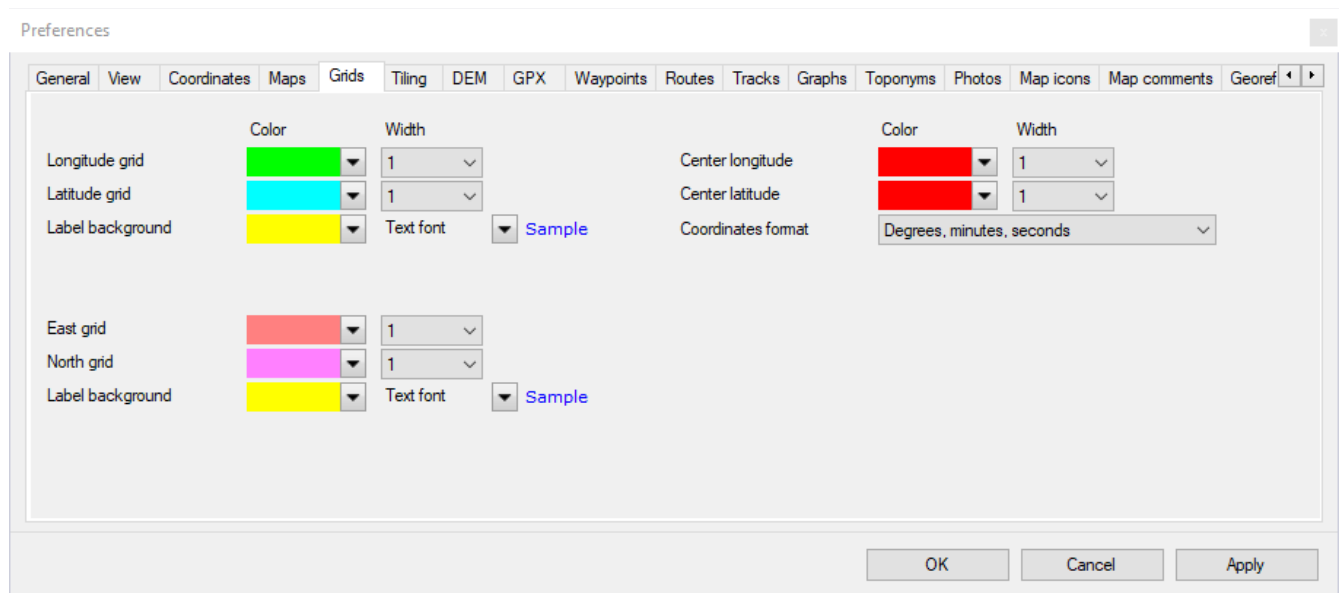 Preferences
General View Coordinates Maps Grids Tiling DEM GPX Waypoints Routes Tracks Graphs Toponyms Photos Map icons Map comments Georef
Color Width Color Width
Longitude grid 1 Center longitude 1
Latitude grid 1 Center latitude 1
Label background Text font Sample Coordinates format Degrees, minutes, seconds
East grid 1
North grid 1
Label background Text font Sample
OK Cancel Apply